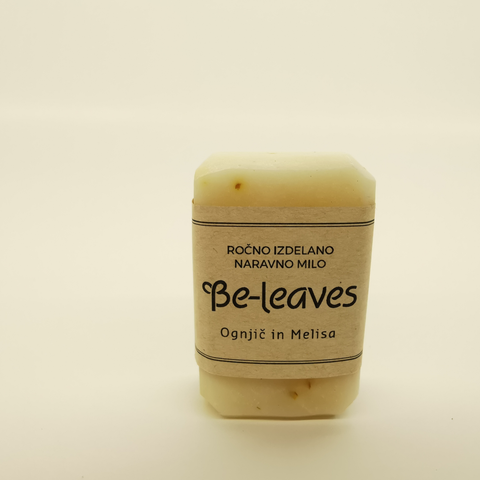 ROČNO IZDELANO
NARAVNO MILO
Be-leaves
Ognjič in Melisa